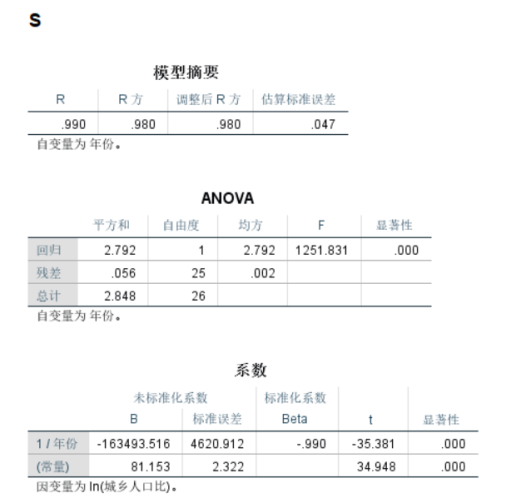 S
模型摘要
R R 方 调整后 R 方 估算标准误差
.990 .980 .980 .047
自变量为 年份。
ANOVA
平方和 自由度 均方 F 显著性
回归 2.792 1 2.792 1251.831 .000
残差 .056 25 .002
总计 2.848 26
自变量为 年份。
系数
未标准化系数 标准化系数
B 标准误差 Beta t 显著性
1 / 年份 -163493.516 4620.912 -.990 -35.381 .000
(常量) 81.153 2.322 34.948 .000
因变量为 ln(城乡人口比)。